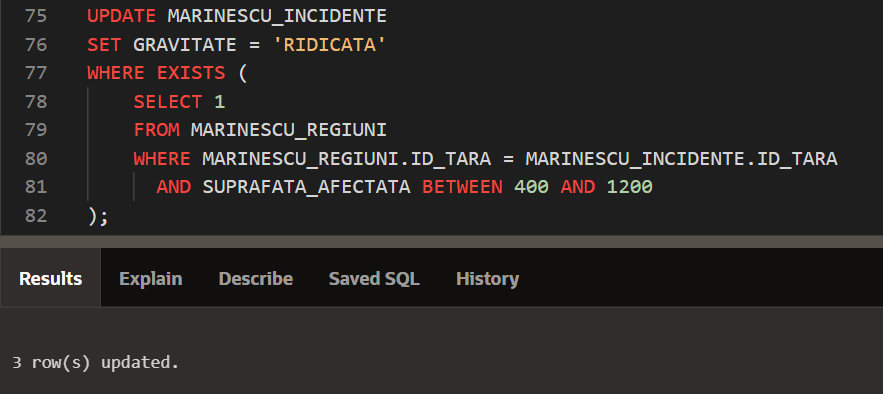 75 UPDATE MARINESCU_INCIDENTE
76 SET GRAVITATE = 'RIDICATA'
77 WHERE EXISTS (
78 SELECT 1
79 FROM MARINESCU_REGIUNI
80 WHERE MARINESCU_REGIUNI.ID_TARA = MARINESCU_INCIDENTE.ID_TARA
81 AND SUPRAFATA_AFECTATA BETWEEN 400 AND 1200
82 );
Results Explain Describe Saved SQL History
3 row(s) updated.